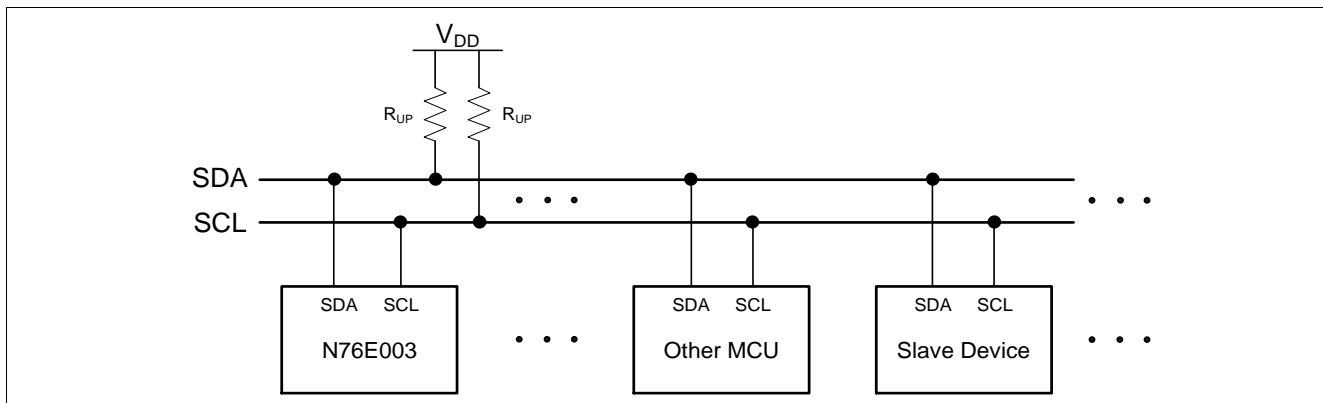 VDD
RUP RUP
SDA
SCL
SDA SCL SDA SCL SDA SCL
N76E003 Other MCU Slave Device